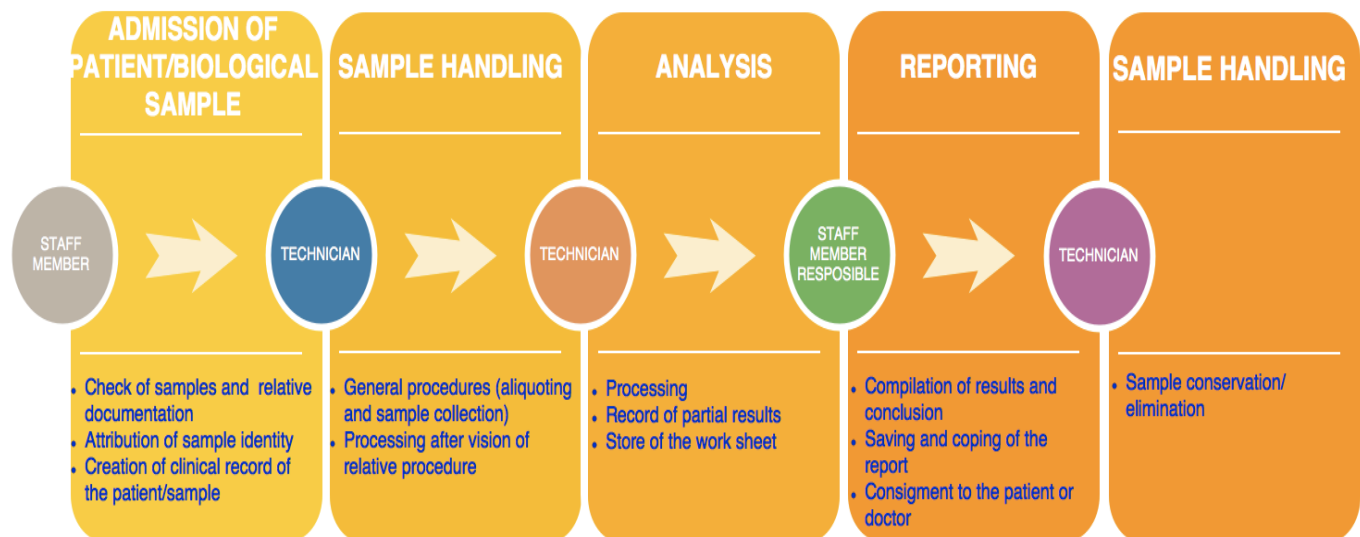 ADMISSION OF
PATIENT/BIOLOGICAL
SAMPLE
SAMPLE HANDLING
ANALYSIS
REPORTING
SAMPLE HANDLING
STAFF
MEMBER
TECHNICIAN
TECHNICIAN
STAFF
MEMBER
RESPOSIBLE
TECHNICIAN
• Check of samples and relative
documentation
• Attribution of sample identity
• Creation of clinical record of
the patient/sample
• General procedures (aliquoting
and sample collection)
• Processing after vision of
relative procedure
• Processing
• Record of partial results
• Store of the work sheet
• Compilation of results and
conclusion
• Saving and coping of the
report
• Consigment to the patient or
doctor
• Sample conservation/
elimination